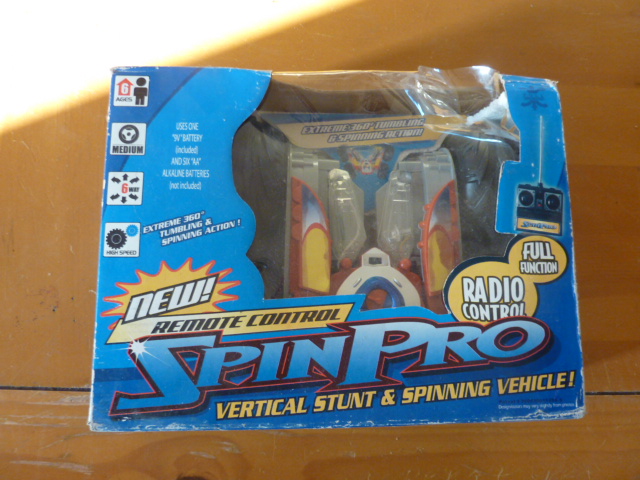 6
AGES
MEDIUM
6
WAY
HIGH SPEED
USES ONE
"9V" BATTERY
(included)
AND SIX "AA"
ALKALINE BATTERIES
(not included)
EXTREME 360°
TUMBLING &
SPINNING ACTION!
EXTREME 360° TUMBLING
& SPINNING ACTION!
FULL
FUNCTION
RADIO
CONTROL
NEW!
REMOTE CONTROL
SPIN PRO
VERTICAL STUNT & SPINNING VEHICLE!